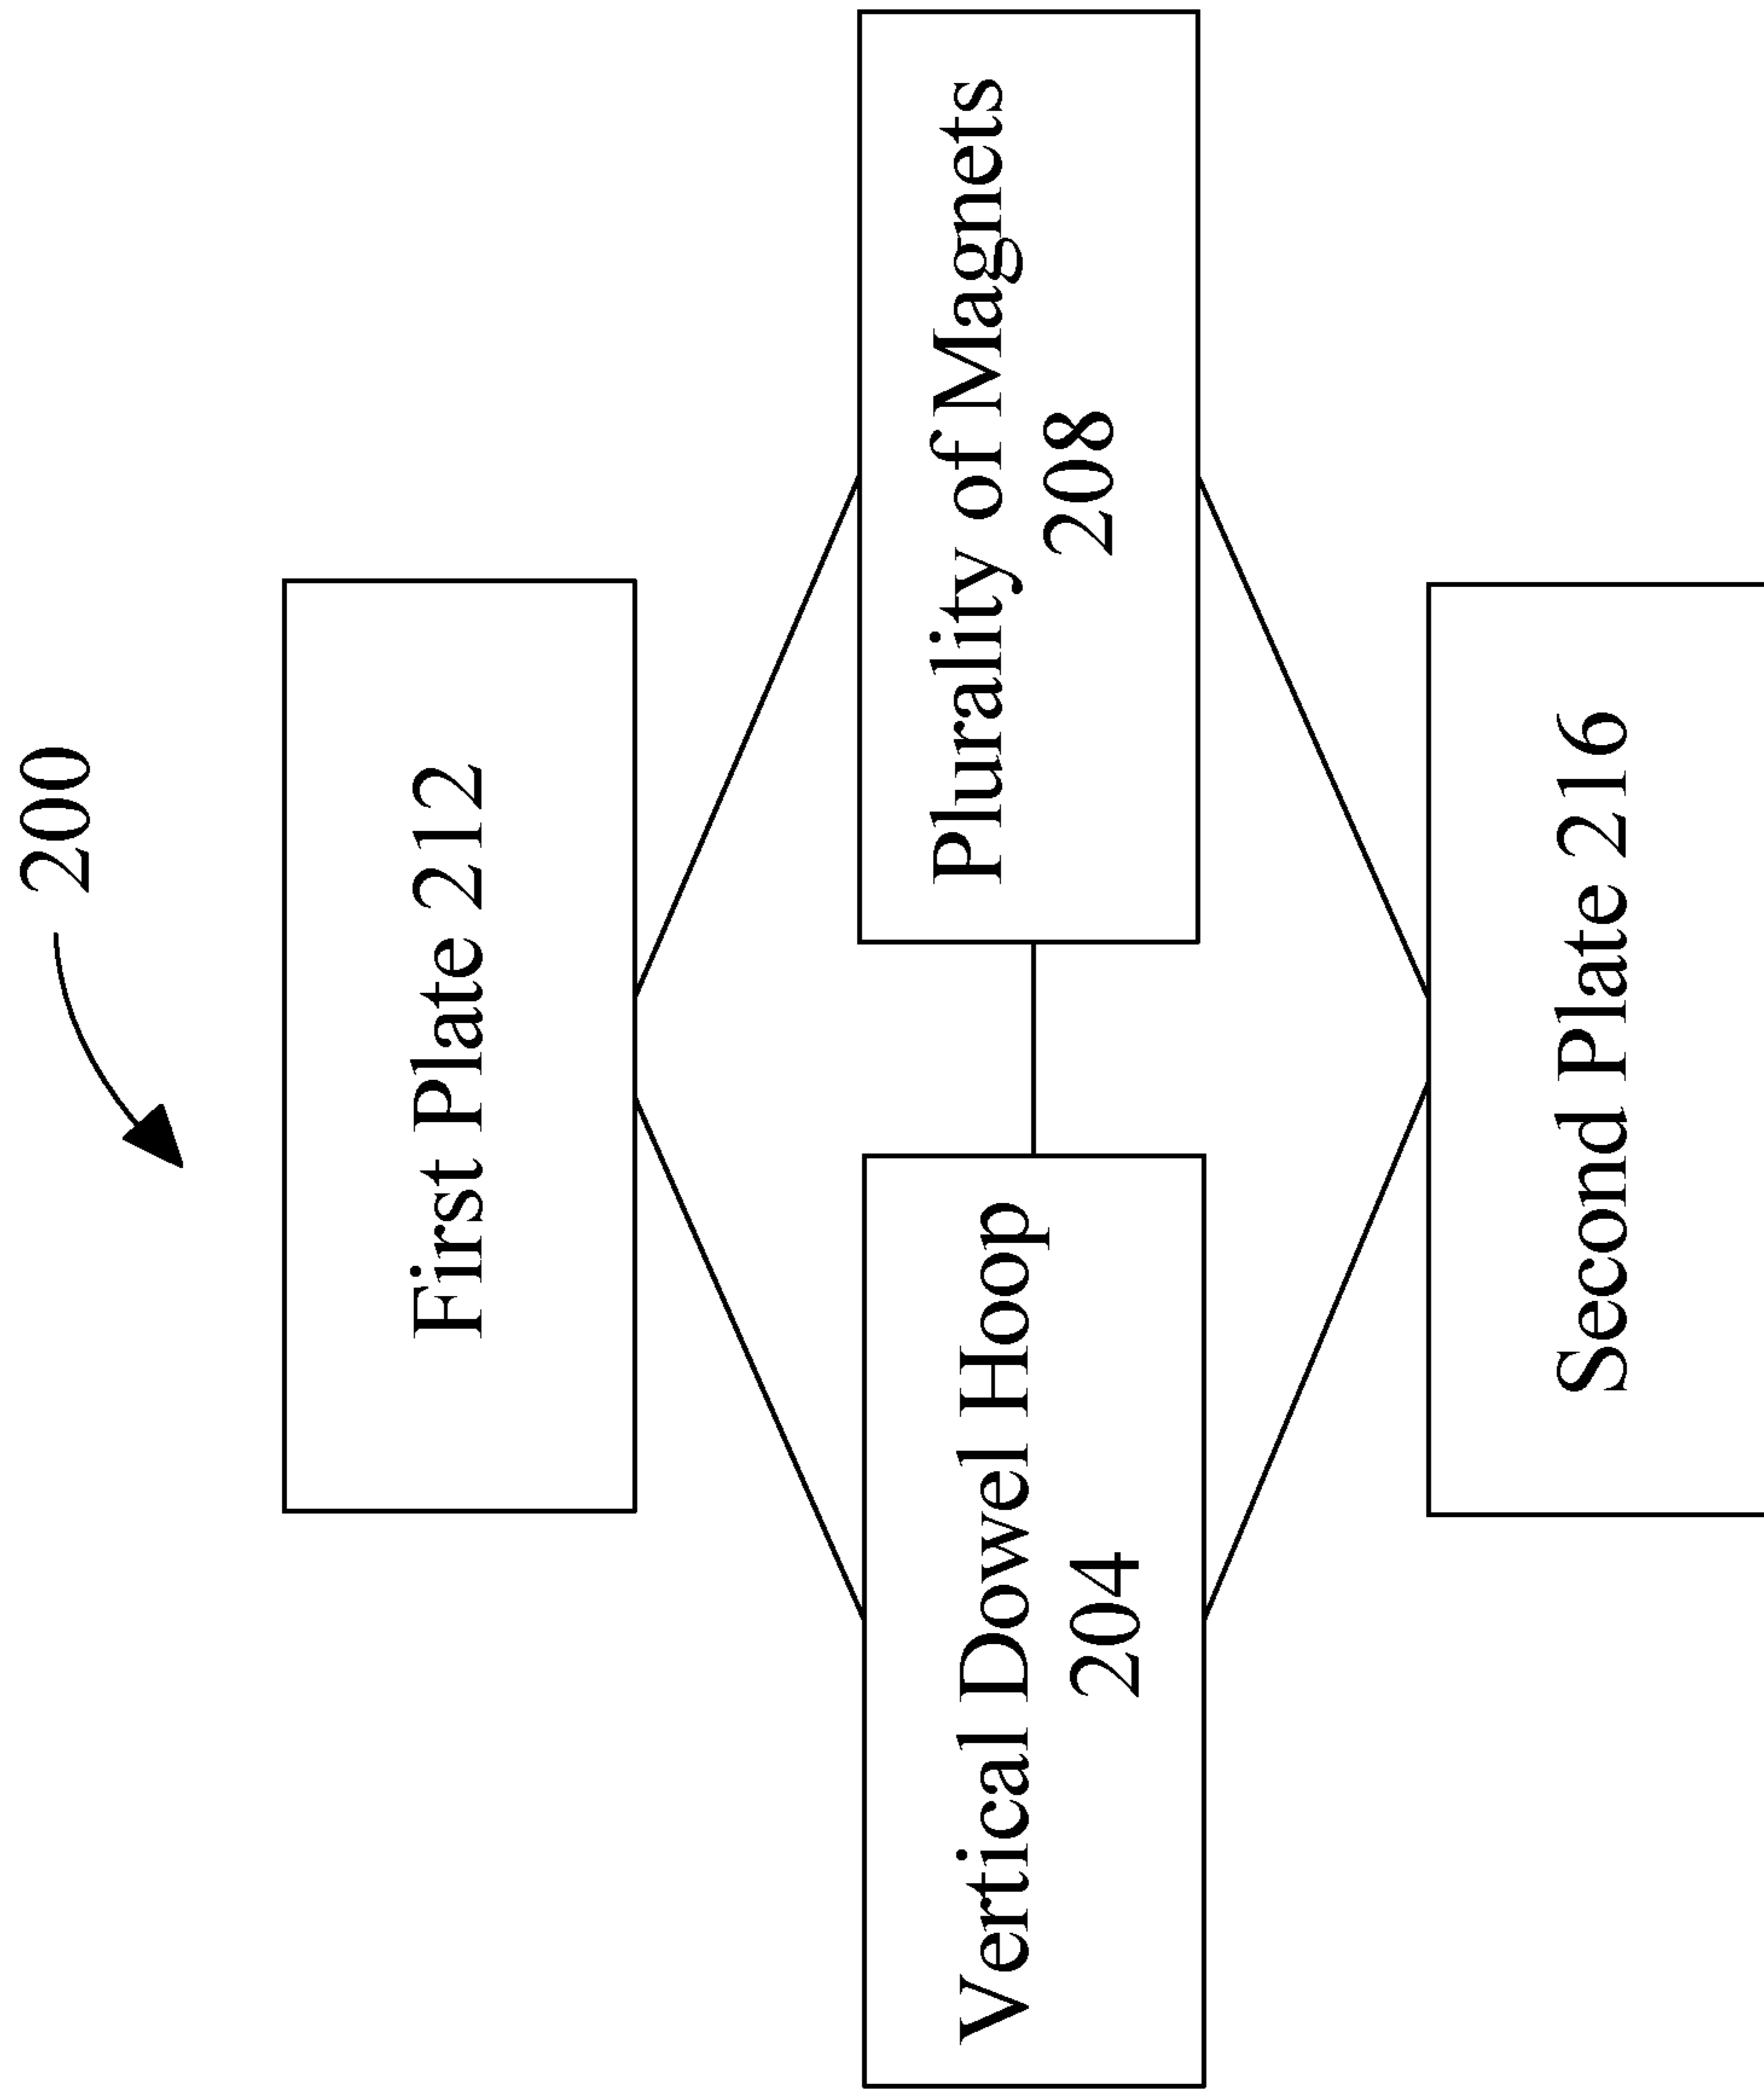 200
First Plate 212
Vertical Dowel Hoop
204
Plurality of Magnets
208
Second Plate 216